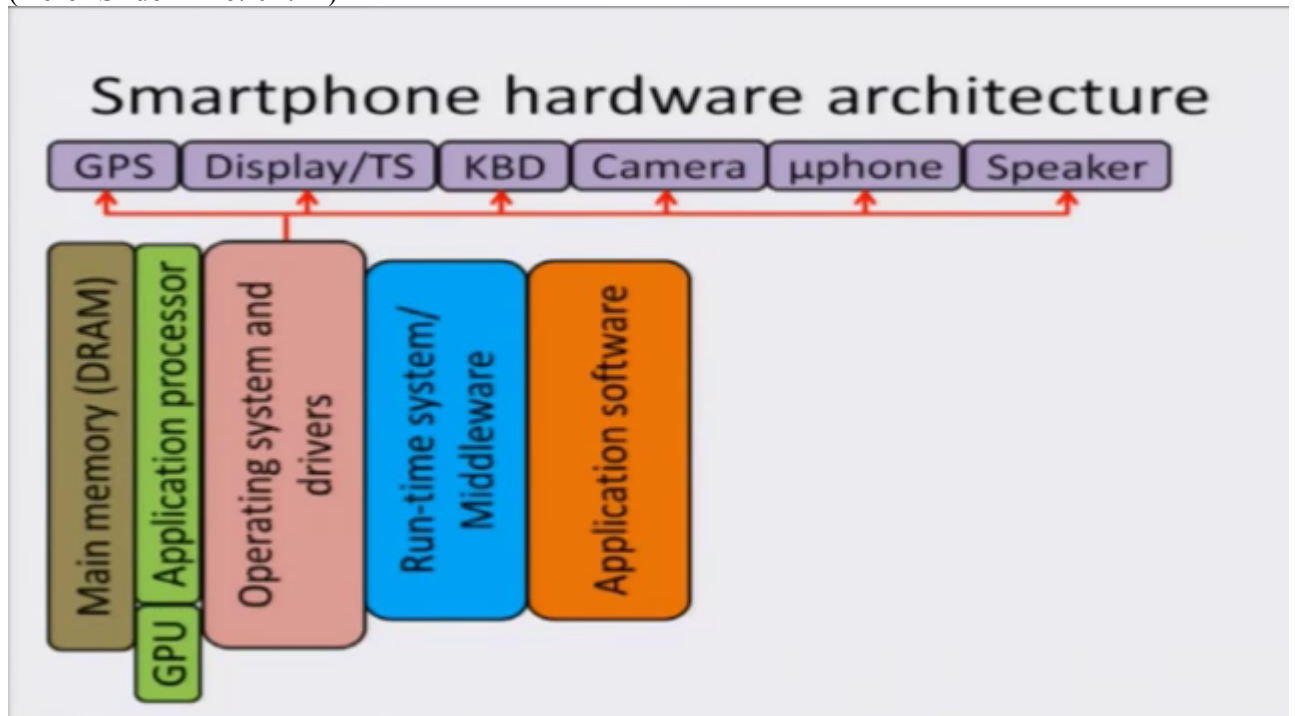 Smartphone hardware architecture
GPS
Display/TS
KBD
Camera
µphone
Speaker
Main memory (DRAM)
Application processor
GPU
Operating system and
drivers
Run-time system/
Middleware
Application software